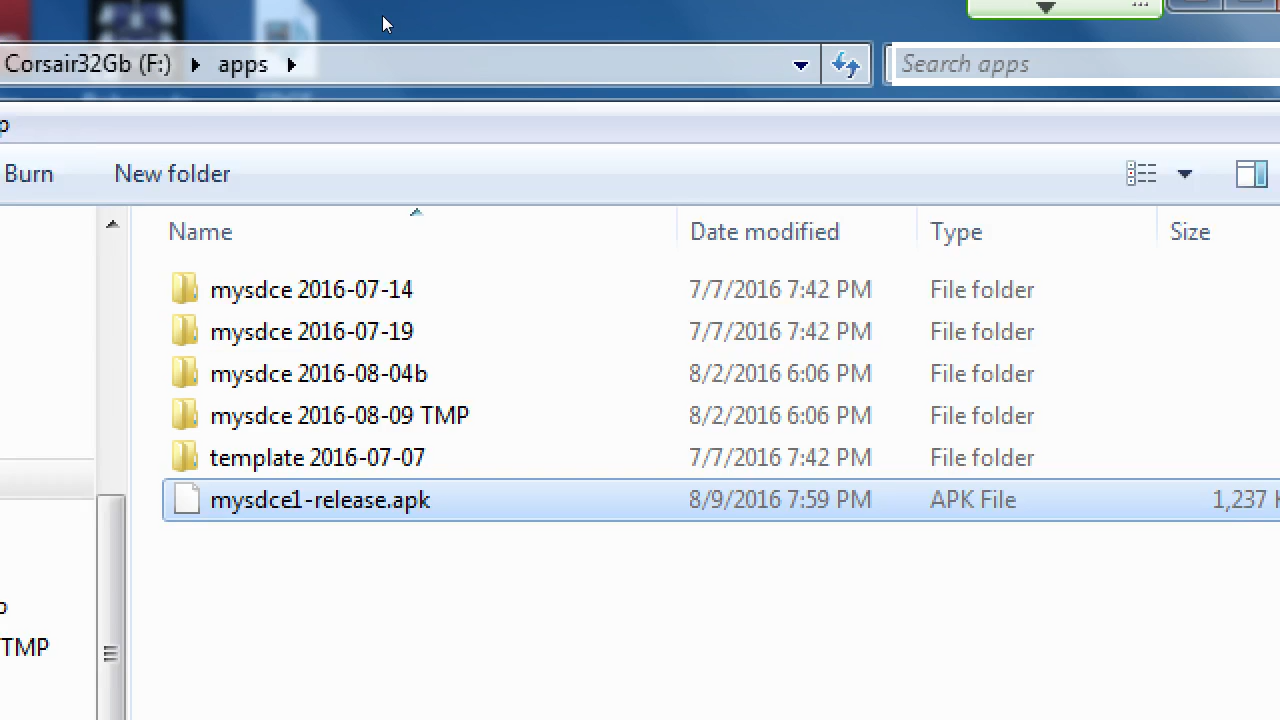 Corsair32Gb (F:) apps Search apps
p
Burn New folder
Name Date modified Type Size
mysdce 2016-07-14 7/7/2016 7:42 PM File folder
mysdce 2016-07-19 7/7/2016 7:42 PM File folder
mysdce 2016-08-04b 8/2/2016 6:06 PM File folder
mysdce 2016-08-09 TMP 8/2/2016 6:06 PM File folder
template 2016-07-07 7/7/2016 7:42 PM File folder
mysdce1-release.apk 8/9/2016 7:59 PM APK File 1,237 K
TMP